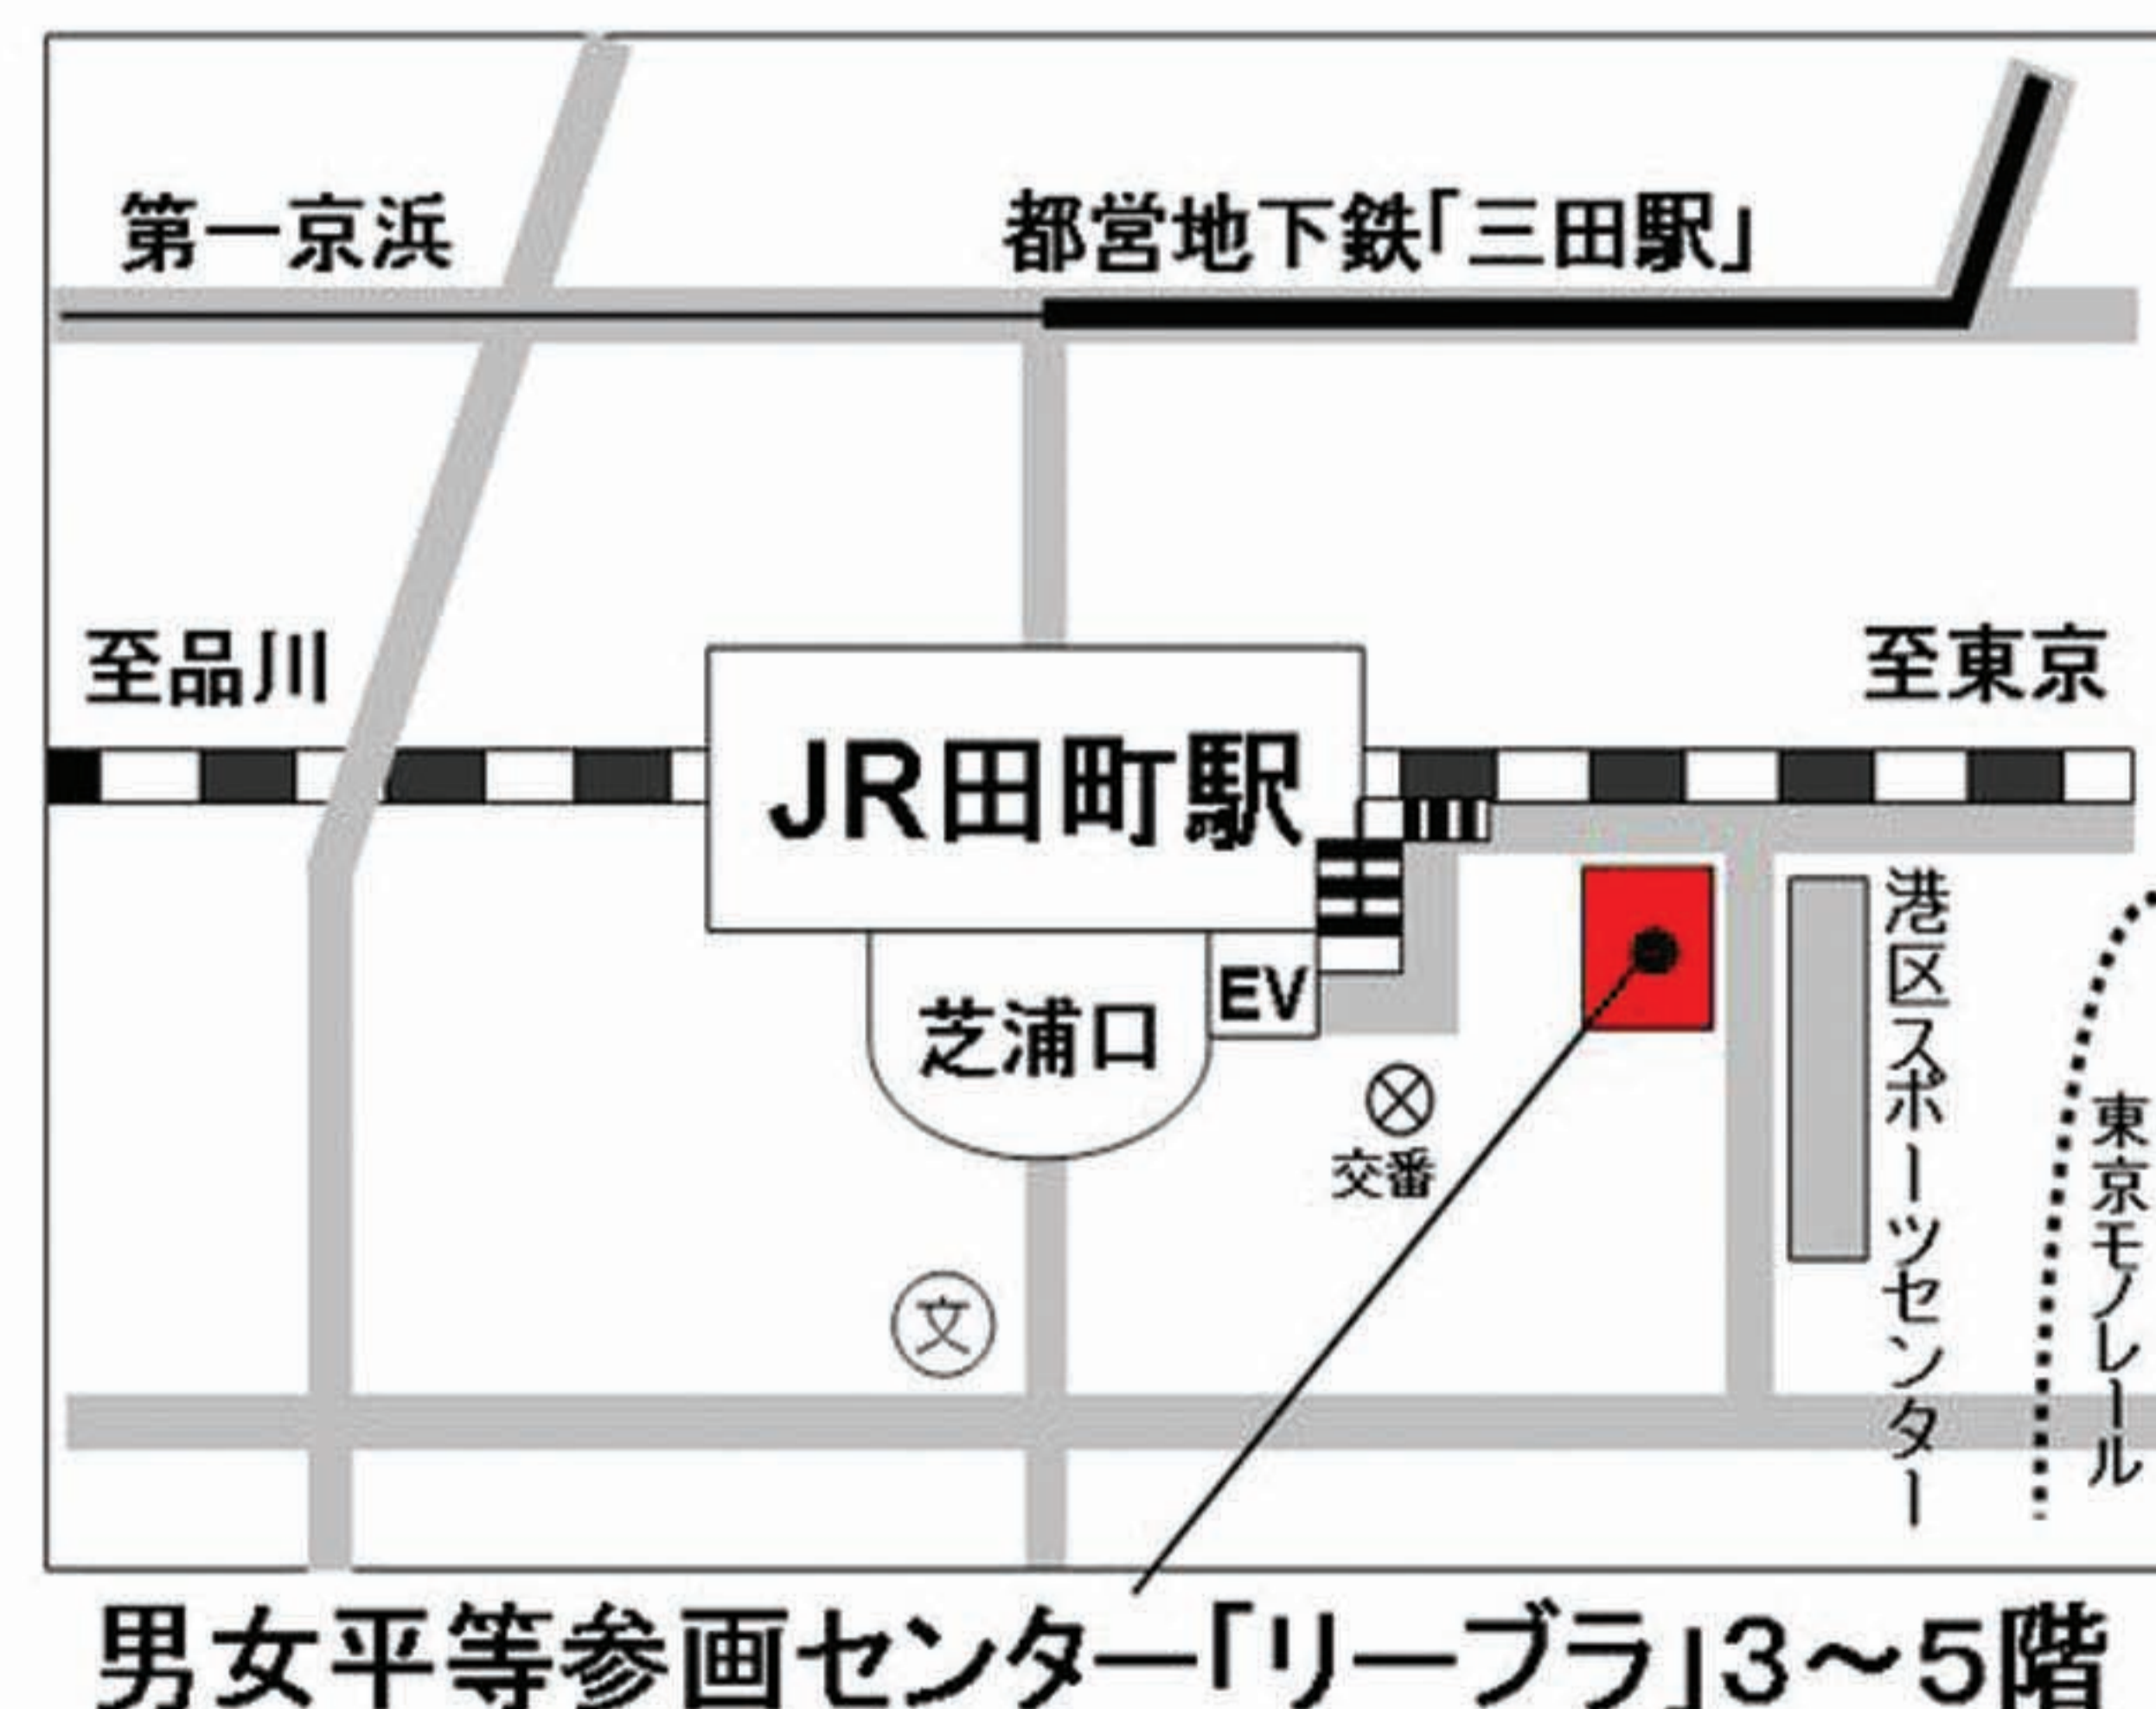 第一京浜
都営地下鉄「三田駅」
至品川
至東京
JR田町駅
芝浦口
EV
交番
文
港区スポーツセンター
東京モノレール
男女平等参画センター「リーブラ」3～5階